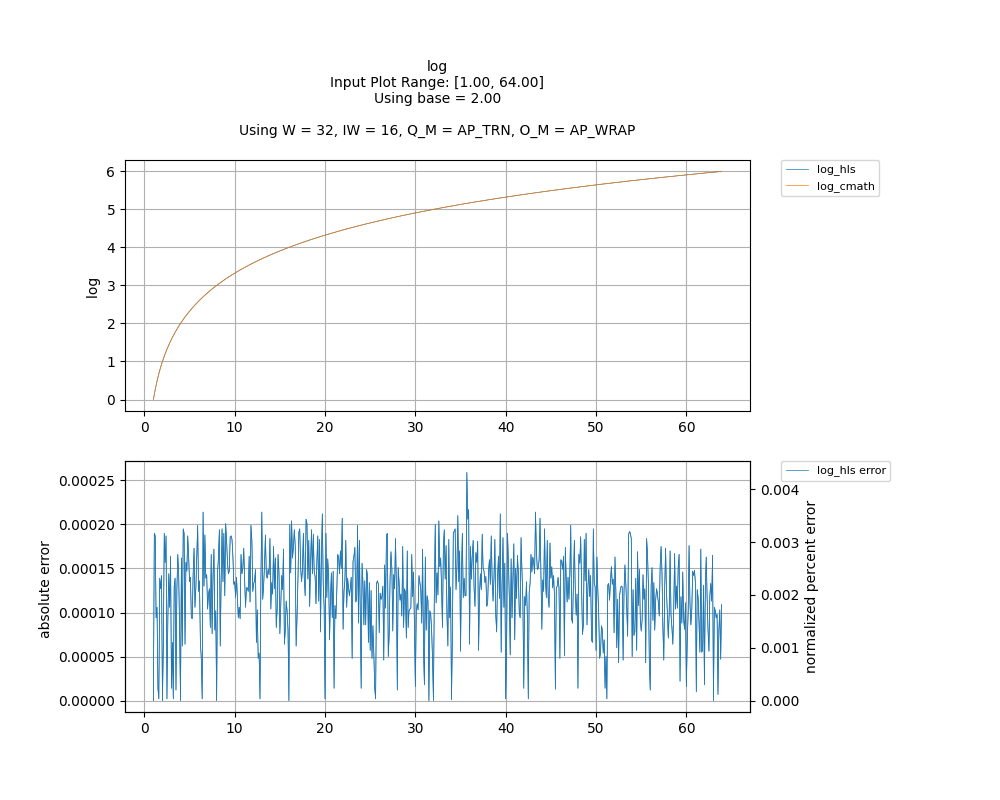 log
Input Plot Range: [1.00, 64.00]
Using base = 2.00
Using W = 32, IW = 16, Q_M = AP_TRN, O_M = AP_WRAP
log
6
5
4
3
2
1
0
0 10 20 30 40 50 60
log_hls
log_cmath
absolute error
0.00025
0.00020
0.00015
0.00010
0.00005
0.00000
0 10 20 30 40 50 60
0.004
0.003
0.002
0.001
0.000
normalized percent error
log_hls error